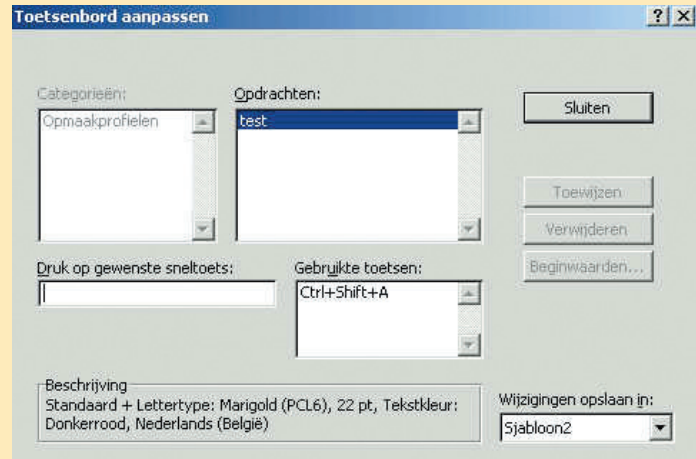 Toetsenbord aanpassen
Categorieën:
Opdrachten:
Opmaakprofielen
test
Sluiten
Toewijzen
Verwijderen
Beginwaarden...
Druk op gewenste sneltoets:
Gebruikte toetsen:
Ctrl+Shift+A
Beschrijving
Standaard + Lettertype: Marigold (PCL6), 22 pt, Tekstkleur:
Donkerrood, Nederlands (België)
Wijzigingen opslaan in:
Sjabloon2